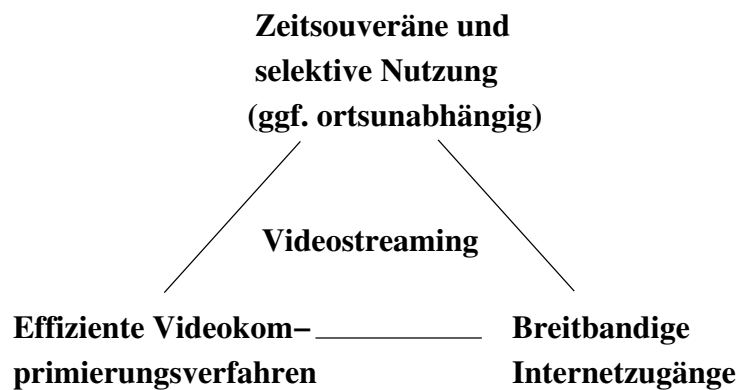 Zeitsouveräne und
selektive Nutzung
(ggf. ortsunabhängig)
Videostreaming
Effiziente Videokom–
primierungsverfahren
Breitbandige
Internetzugänge